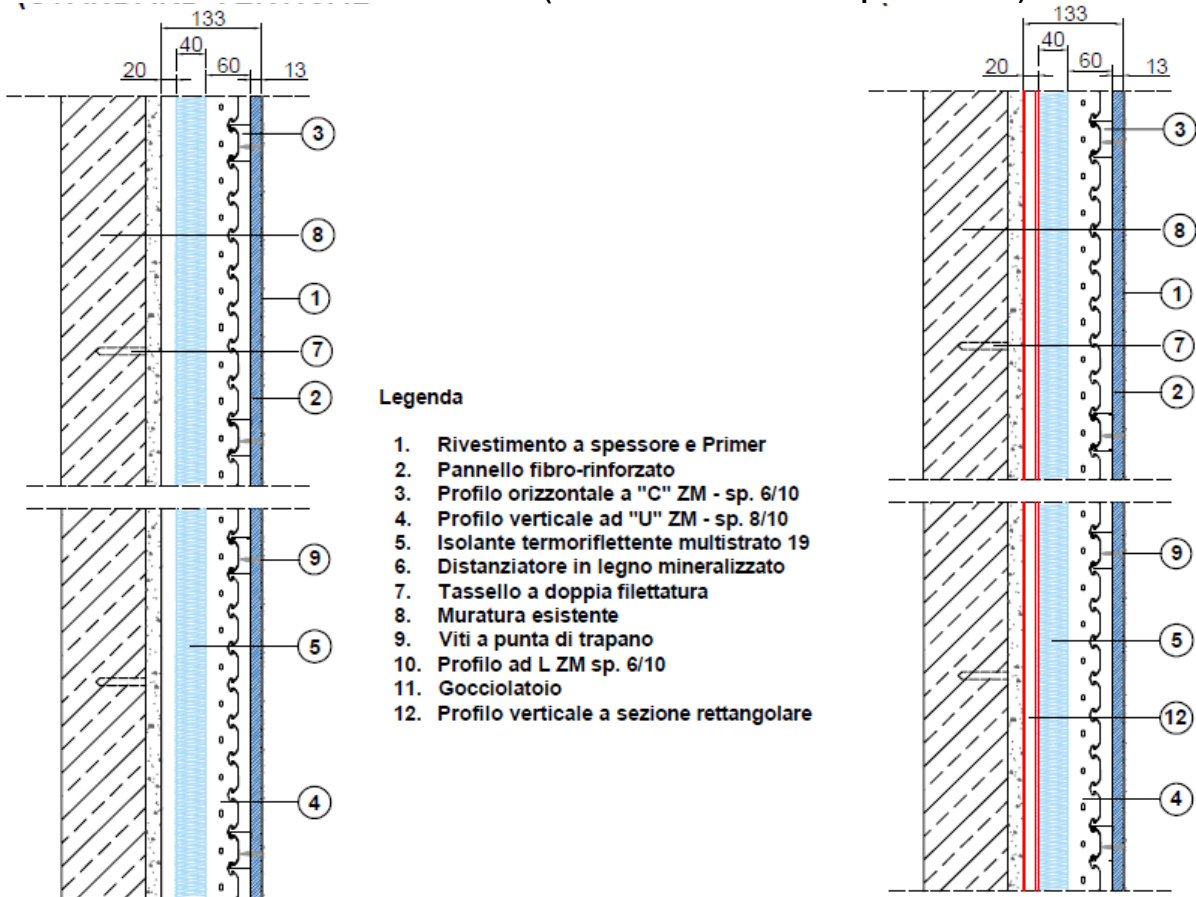 133
40
20
60
13
3
8
1
7
2
9
5
4
Legenda
1. Rivestimento a spessore e Primer
2. Pannello fibro-rinforzato
3. Profilo orizzontale a "C" ZM - sp. 6/10
4. Profilo verticale ad "U" ZM - sp. 8/10
5. Isolante termoriflettente multistrato 19
6. Distanziatore in legno mineralizzato
7. Tassello a doppia filettatura
8. Muratura esistente
9. Viti a punta di trapano
10. Profilo ad L ZM sp. 6/10
11. Gocciolatoio
12. Profilo verticale a sezione rettangolare
133
40
20
60
13
3
8
1
7
2
9
5
12
4